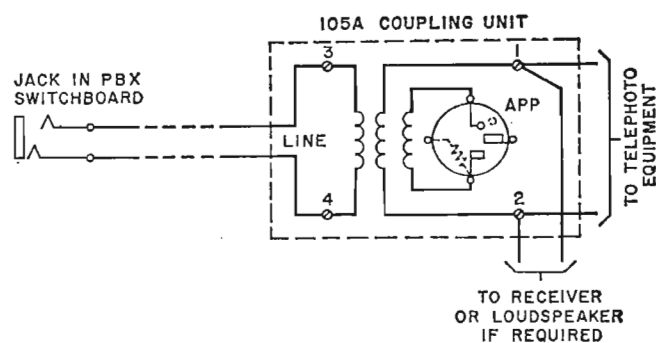 105A COUPLING UNIT
JACK IN PBX
SWITCHBOARD
3
1
APP
LINE
4
2
TO TELEPHOTO
EQUIPMENT
TO RECEIVER
OR LOUDSPEAKER
IF REQUIRED